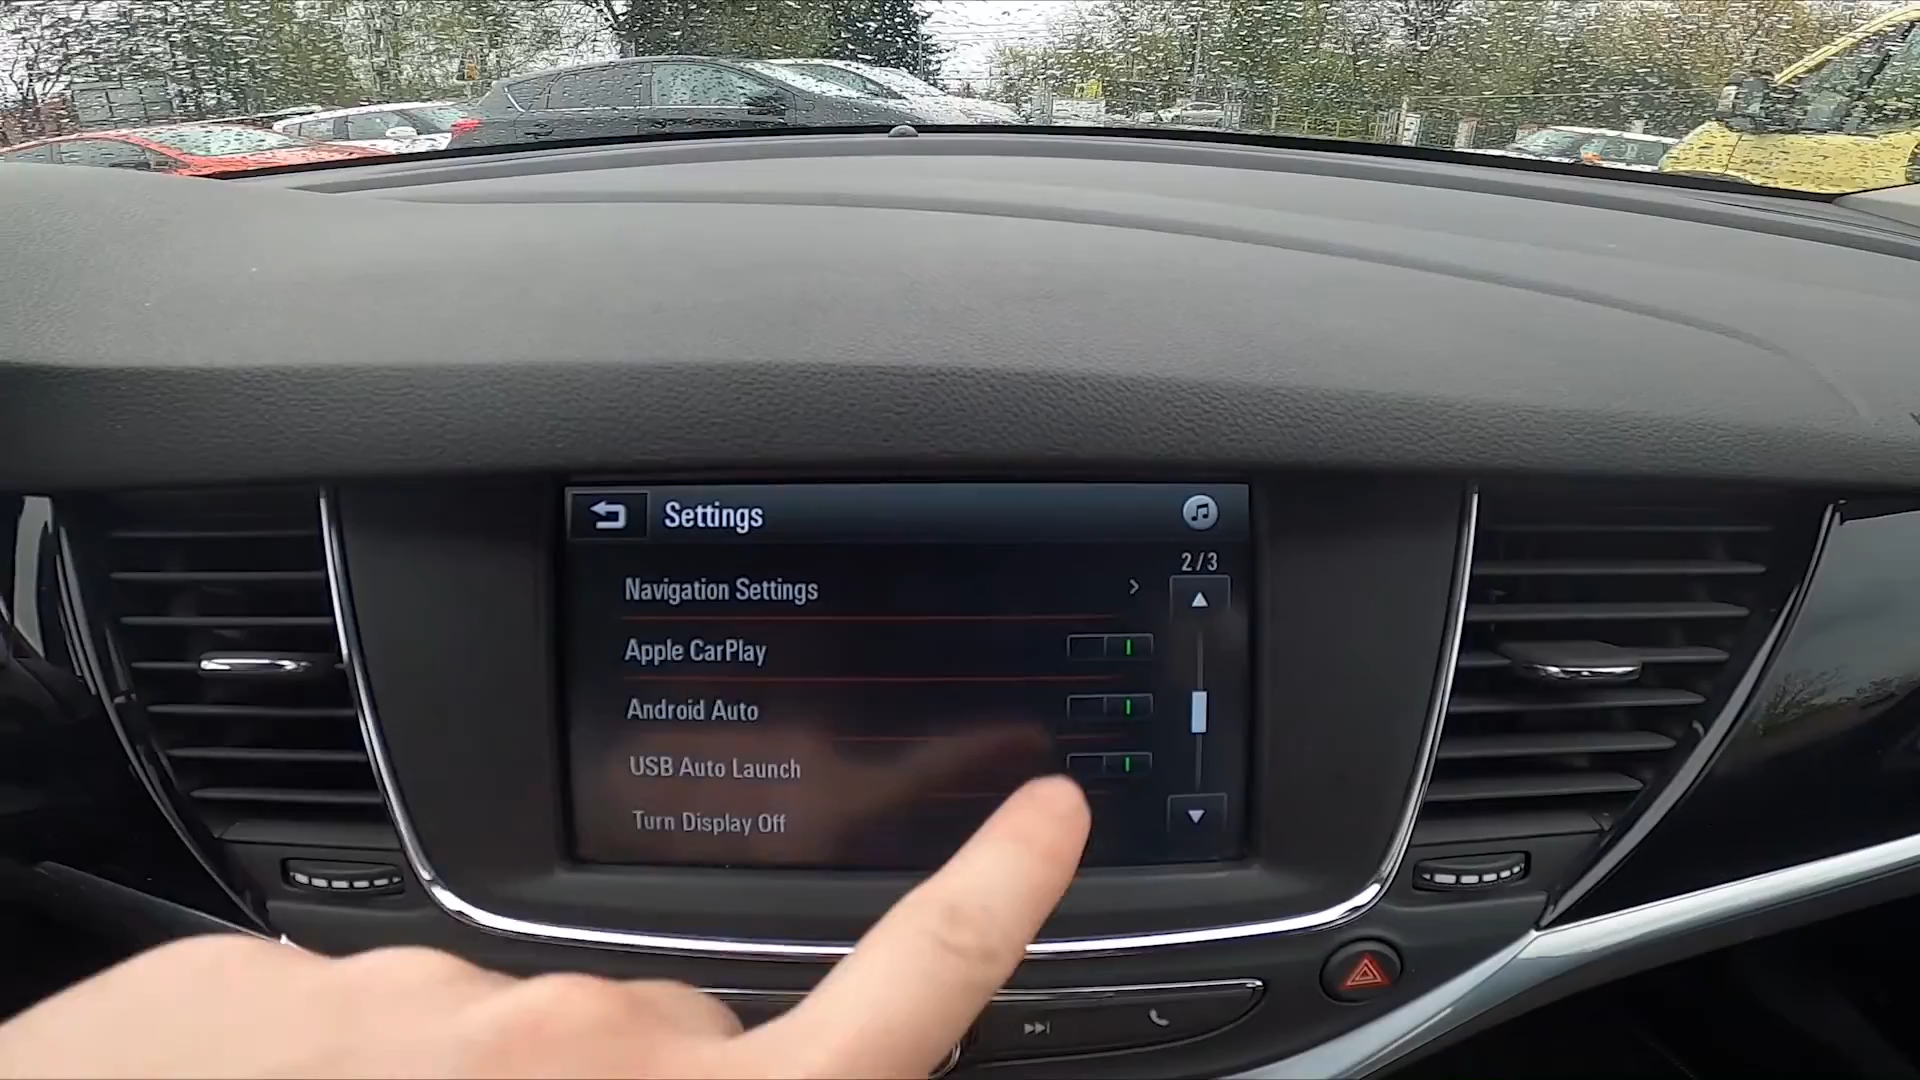 Settings
2/3
Navigation Settings
Apple CarPlay
Android Auto
USB Auto Launch
Turn Display Off